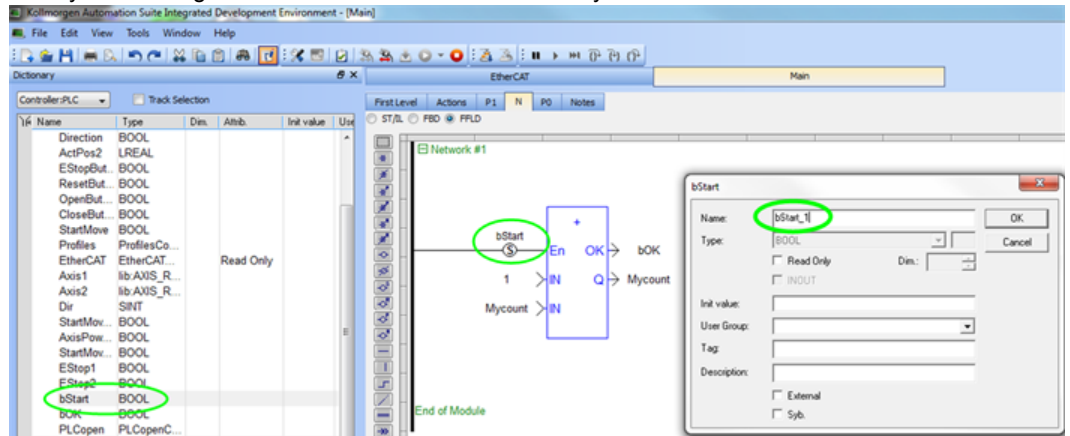 Kollmorgen Automation Suite Integrated Development Environment - [Main]
File Edit View Tools Window Help
Dictionary
EtherCAT
Main
Controller:PLC
Track Selection
Name Type Dim. Attrib. Init value Use
Direction BOOL
ActPos2 LREAL
EStopBut... BOOL
ResetBut... BOOL
OpenBut... BOOL
CloseBut... BOOL
StartMove BOOL
Profiles ProfilesCo...
EtherCAT EtherCAT... Read Only
Axis1 lib:AXIS_R...
Axis2 lib:AXIS_R...
Dir SINT
StartMov... BOOL
AxisPow... BOOL
StartMov... BOOL
EStop1 BOOL
EStop2 BOOL
bStart BOOL
bOK BOOL
PLCopen PLCopenC...
First Level Actions P1 N P0 Notes
ST/IL FBD FFLD
Network #1
+
bStart
S
En OK bOK
1 IN Q Mycount
Mycount IN
End of Module
bStart
Name: bStart_1 OK
Type: BOOL Cancel
Read Only Dim.:
INOUT
Init value:
User Group:
Tag:
Description:
External
Syb.